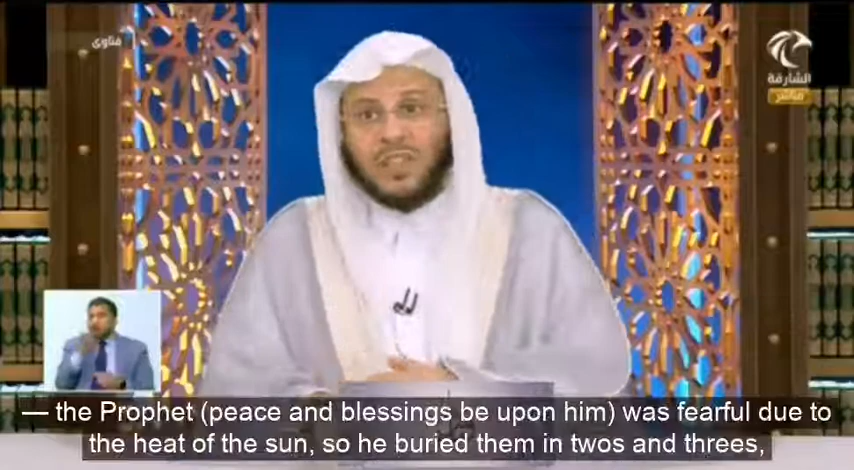 فتاوى
الشارقة
مباشر
— the Prophet (peace and blessings be upon him) was fearful due to
the heat of the sun, so he buried them in twos and threes,